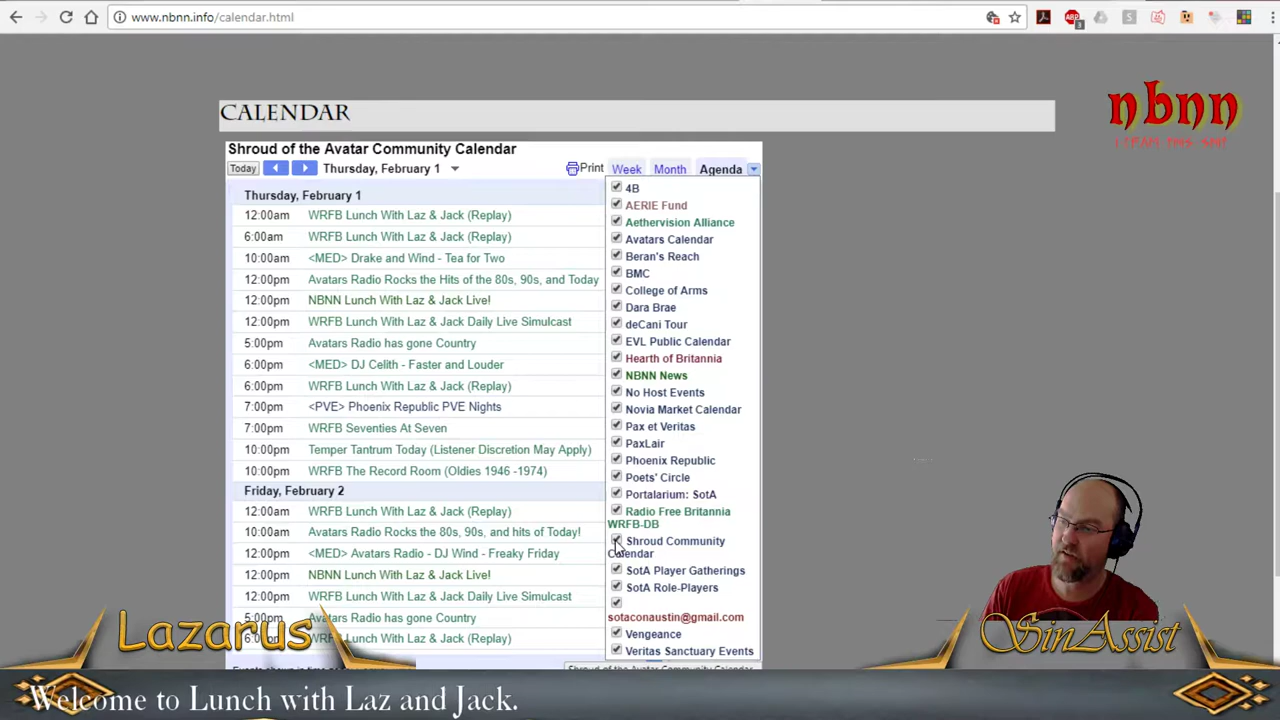 www.nbnn.info/calendar.html
nbnn
CALENDAR
Shroud of the Avatar Community Calendar
Today Thursday, February 1 Print Week Month Agenda
Thursday, February 1
12:00am WRFB Lunch With Laz & Jack (Replay)
6:00am WRFB Lunch With Laz & Jack (Replay)
10:00am <MED> Drake and Wind - Tea for Two
12:00pm Avatars Radio Rocks the Hits of the 80s, 90s, and Today
12:00pm NBNN Lunch With Laz & Jack Live!
12:00pm WRFB Lunch With Laz & Jack Daily Live Simulcast
5:00pm Avatars Radio has gone Country
6:00pm <MED> DJ Celith - Faster and Louder
6:00pm WRFB Lunch With Laz & Jack (Replay)
7:00pm <PVE> Phoenix Republic PVE Nights
7:00pm WRFB Seventies At Seven
10:00pm Temper Tantrum Today (Listener Discretion May Apply)
10:00pm WRFB The Record Room (Oldies 1946 -1974)
Friday, February 2
12:00am WRFB Lunch With Laz & Jack (Replay)
10:00am Avatars Radio Rocks the 80s, 90s, and hits of Today!
12:00pm <MED> Avatars Radio - DJ Wind - Freaky Friday
12:00pm NBNN Lunch With Laz & Jack Live!
12:00pm WRFB Lunch With Laz & Jack Daily Live Simulcast
5:00pm Avatars Radio has gone Country
6:00pm WRFB Lunch With Laz & Jack (Replay)
4B
AERIE Fund
Aethervision Alliance
Avatars Calendar
Beran's Reach
BMC
College of Arms
Dara Brae
deCani Tour
EVL Public Calendar
Hearth of Britannia
NBNN News
No Host Events
Novia Market Calendar
Pax et Veritas
PaxLair
Phoenix Republic
Poets' Circle
Portalarium: SotA
Radio Free Britannia
WRFB-DB
Shroud Community
Calendar
SotA Player Gatherings
SotA Role-Players
sotaconaustin@gmail.com
Vengeance
Veritas Sanctuary Events
Shroud of the Avatar Community Calendar
Lazarus
SinAssist
Welcome to Lunch with Laz and Jack.